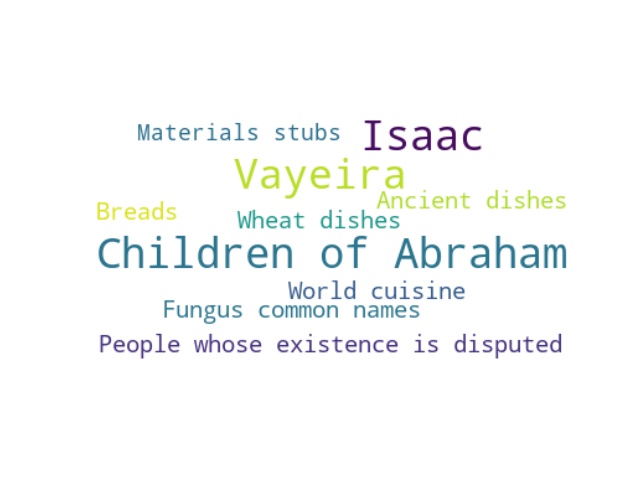 Materials stubs
Isaac
Vayeira
Ancient dishes
Breads
Wheat dishes
Children of Abraham
World cuisine
Fungus common names
People whose existence is disputed